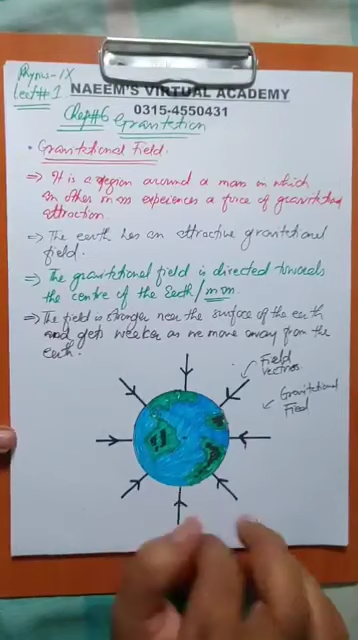 Physics-IX
Lect#1
NAEEM'S VIRTUAL ACADEMY
0315-4550431
Chap#6 Gravitation
• Gravitational Field.
⇒ It is a region around a mass in which
an other mass experiences a force of gravitational
attraction
⇒ The earth has an attractive gravitational
field.
⇒ The gravitational field is directed towards
the centre of the Earth/
⇒ The field is stronger near the surface of the earth
and gets weaker as we move away from the
earth.
Field
vectors
Gravitational
Field